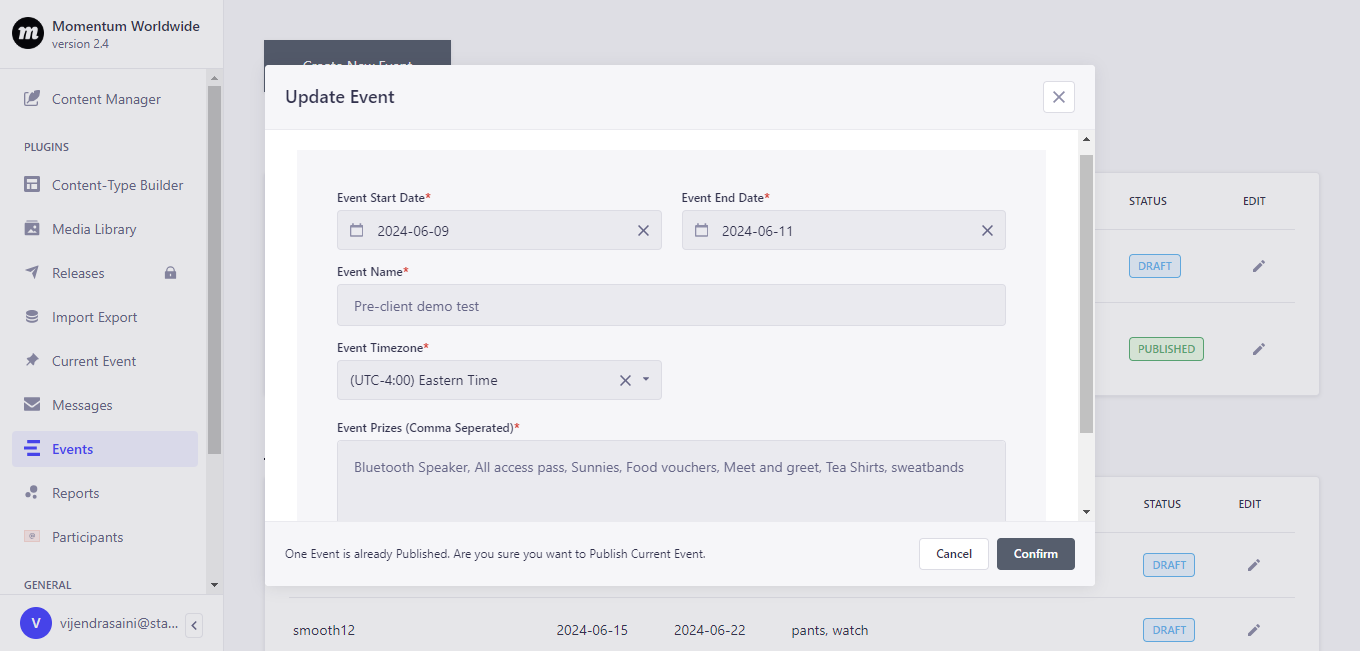 Momentum Worldwide
version 2.4
Content Manager
PLUGINS
Content-Type Builder
Media Library
Releases
Import Export
Current Event
Messages
Events
Reports
Participants
GENERAL
V vijendrasaini@sta...
Create New Event
Update Event
Event Start Date* Event End Date*
2024-06-09 2024-06-11
Event Name*
Pre-client demo test
Event Timezone*
(UTC-4:00) Eastern Time
Event Prizes (Comma Seperated)*
Bluetooth Speaker, All access pass, Sunnies, Food vouchers, Meet and greet, Tea Shirts, sweatbands
One Event is already Published. Are you sure you want to Publish Current Event.
Cancel Confirm
STATUS EDIT
DRAFT
PUBLISHED
STATUS EDIT
DRAFT
smooth12 2024-06-15 2024-06-22 pants, watch DRAFT